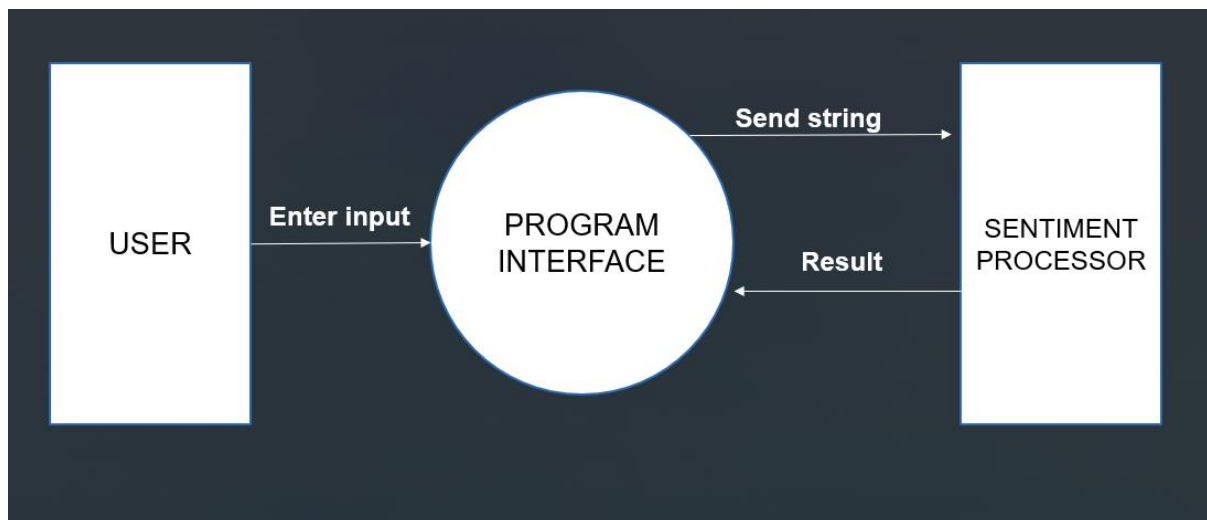 USER
Enter input
PROGRAM
INTERFACE
Send string
Result
SENTIMENT
PROCESSOR